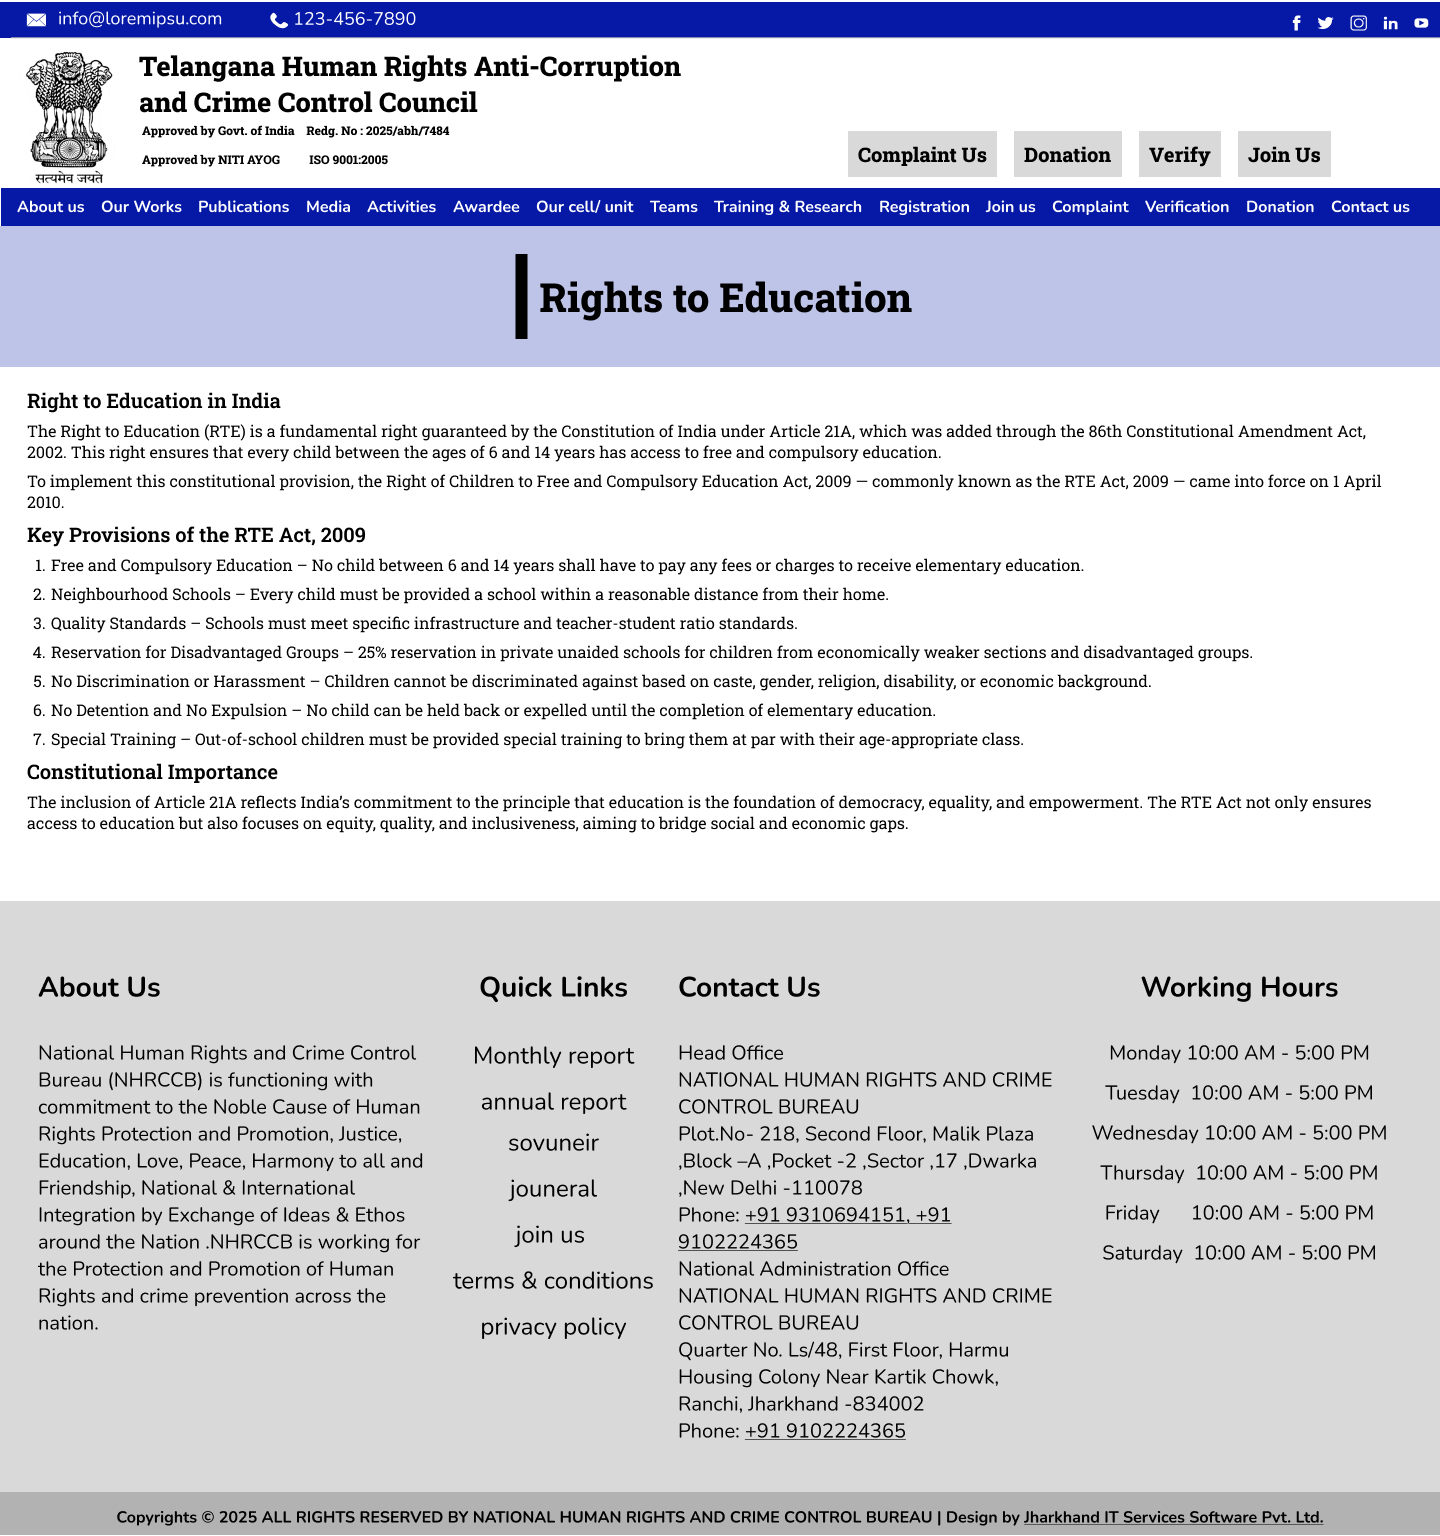 info@loremipsu.com 123-456-7890
Telangana Human Rights Anti-Corruption
and Crime Control Council
Approved by Govt. of India Redg. No : 2025/abh/7484
Approved by NITI AYOG ISO 9001:2005
सत्यमेव जयते
Complaint Us Donation Verify Join Us
About us Our Works Publications Media Activities Awardee Our cell/ unit Teams Training & Research Registration Join us Complaint Verification Donation Contact us
Rights to Education
Right to Education in India
The Right to Education (RTE) is a fundamental right guaranteed by the Constitution of India under Article 21A, which was added through the 86th Constitutional Amendment Act,
2002. This right ensures that every child between the ages of 6 and 14 years has access to free and compulsory education.
To implement this constitutional provision, the Right of Children to Free and Compulsory Education Act, 2009 — commonly known as the RTE Act, 2009 — came into force on 1 April
2010.
Key Provisions of the RTE Act, 2009
1. Free and Compulsory Education – No child between 6 and 14 years shall have to pay any fees or charges to receive elementary education.
2. Neighbourhood Schools – Every child must be provided a school within a reasonable distance from their home.
3. Quality Standards – Schools must meet specific infrastructure and teacher-student ratio standards.
4. Reservation for Disadvantaged Groups – 25% reservation in private unaided schools for children from economically weaker sections and disadvantaged groups.
5. No Discrimination or Harassment – Children cannot be discriminated against based on caste, gender, religion, disability, or economic background.
6. No Detention and No Expulsion – No child can be held back or expelled until the completion of elementary education.
7. Special Training – Out-of-school children must be provided special training to bring them at par with their age-appropriate class.
Constitutional Importance
The inclusion of Article 21A reflects India’s commitment to the principle that education is the foundation of democracy, equality, and empowerment. The RTE Act not only ensures
access to education but also focuses on equity, quality, and inclusiveness, aiming to bridge social and economic gaps.
About Us
National Human Rights and Crime Control
Bureau (NHRCCB) is functioning with
commitment to the Noble Cause of Human
Rights Protection and Promotion, Justice,
Education, Love, Peace, Harmony to all and
Friendship, National & International
Integration by Exchange of Ideas & Ethos
around the Nation .NHRCCB is working for
the Protection and Promotion of Human
Rights and crime prevention across the
nation.
Quick Links
Monthly report
annual report
sovuneir
jouneral
join us
terms & conditions
privacy policy
Contact Us
Head Office
NATIONAL HUMAN RIGHTS AND CRIME
CONTROL BUREAU
Plot.No- 218, Second Floor, Malik Plaza
,Block –A ,Pocket -2 ,Sector ,17 ,Dwarka
,New Delhi -110078
Phone: +91 9310694151, +91
9102224365
National Administration Office
NATIONAL HUMAN RIGHTS AND CRIME
CONTROL BUREAU
Quarter No. Ls/48, First Floor, Harmu
Housing Colony Near Kartik Chowk,
Ranchi, Jharkhand -834002
Phone: +91 9102224365
Working Hours
Monday 10:00 AM - 5:00 PM
Tuesday 10:00 AM - 5:00 PM
Wednesday 10:00 AM - 5:00 PM
Thursday 10:00 AM - 5:00 PM
Friday 10:00 AM - 5:00 PM
Saturday 10:00 AM - 5:00 PM
Copyrights © 2025 ALL RIGHTS RESERVED BY NATIONAL HUMAN RIGHTS AND CRIME CONTROL BUREAU | Design by Jharkhand IT Services Software Pvt. Ltd.